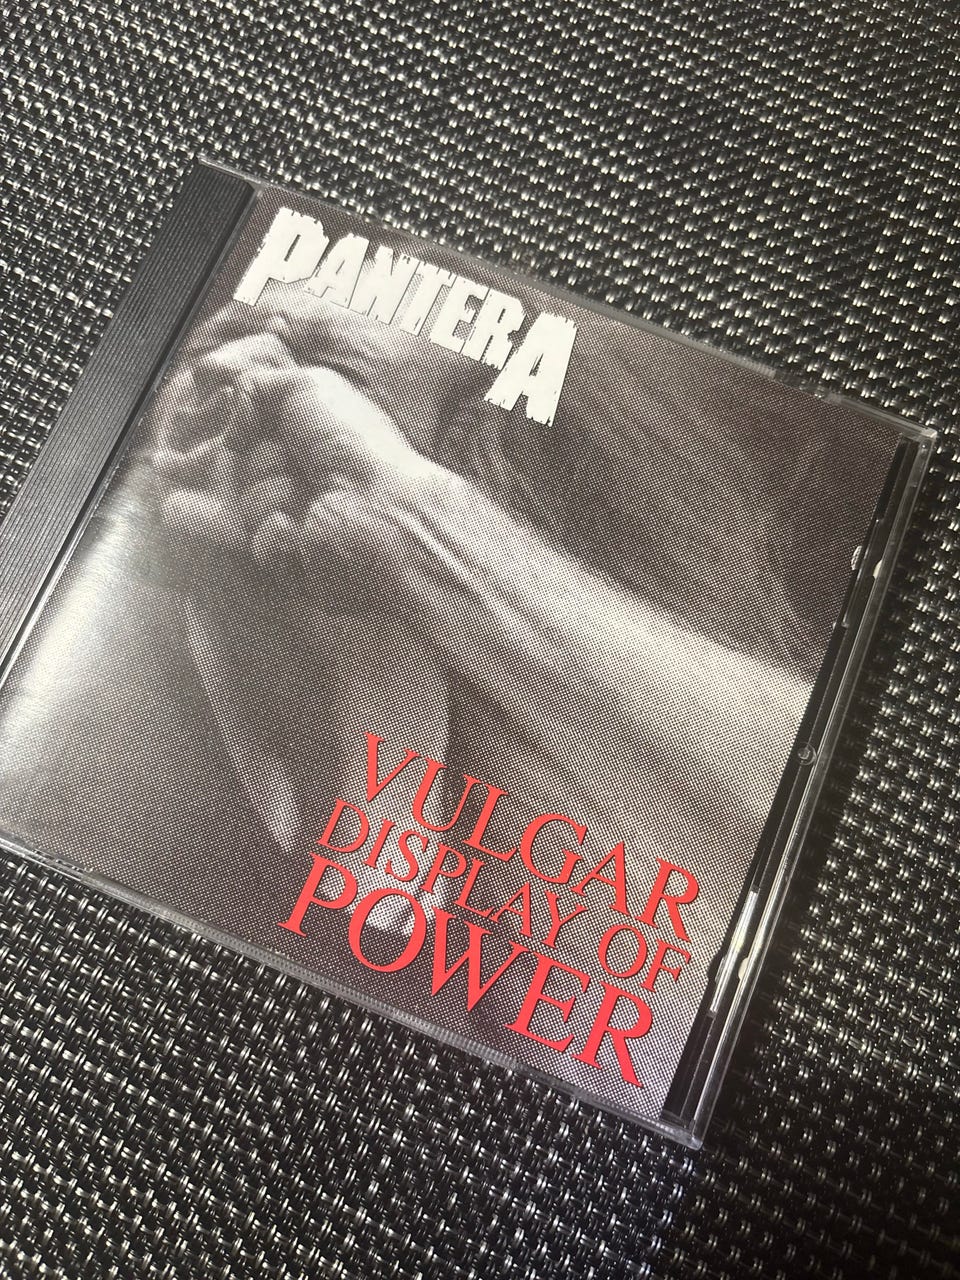 PANTERA
VULGAR
DISPLAY OF
POWER